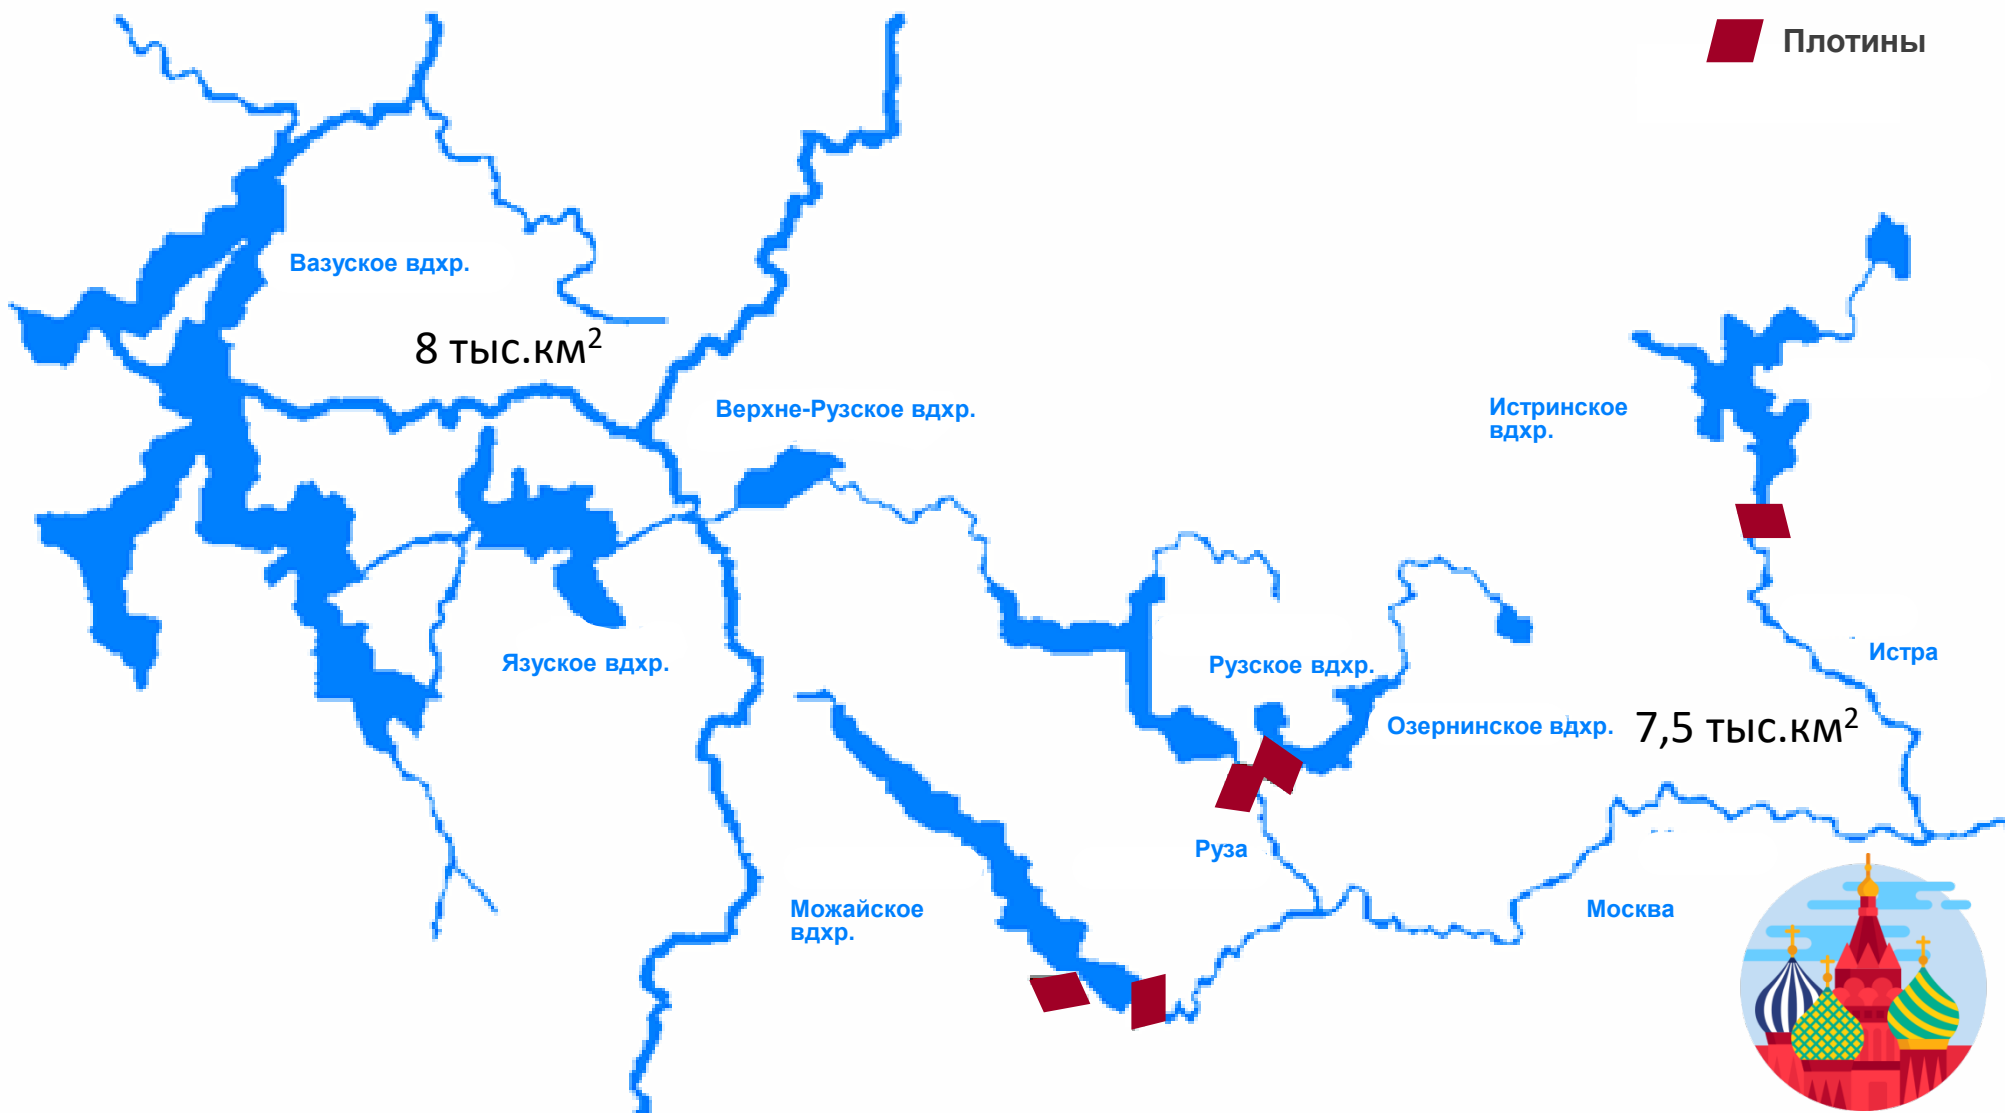 Плотины
Вазуское вдхр.
8 тыс.км²
Верхне-Рузское вдхр.
Истринское
вдхр.
Язуское вдхр.
Рузское вдхр.
Истра
Озернинское вдхр.
7,5 тыс.км²
Руза
Можайское
вдхр.
Москва